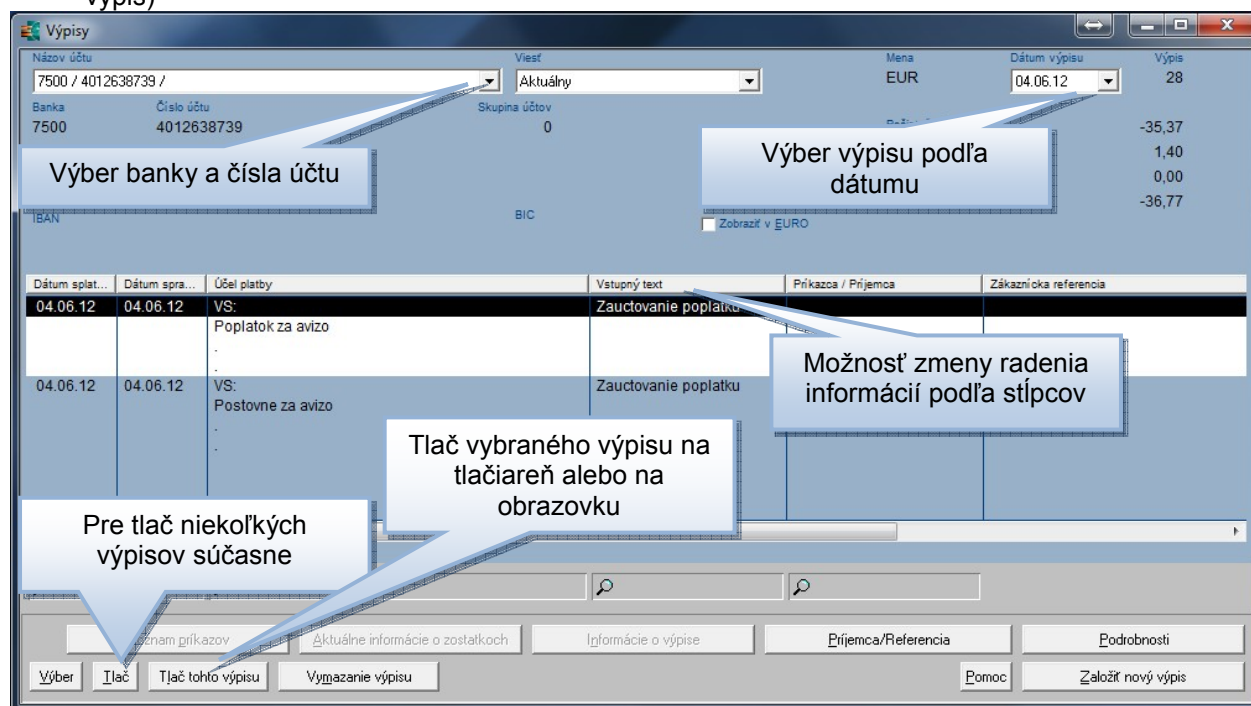 výpis)
Výpisy
Názov účtu
Viesť
Mena
Dátum výpisu
Výpis
7500 / 4012638739 /
Aktuálny
EUR
04.06.12
28
Banka
Číslo účtu
Skupina účtov
7500
4012638739
0
-35,37
1,40
0,00
-36,77
Výber banky a čísla účtu
Výber výpisu podľa
dátumu
IBAN
BIC
Zobraziť v EURO
Dátum splat...
Dátum spra...
Účel platby
Vstupný text
Príkazca / Príjemca
Zákaznícka referencia
04.06.12
04.06.12
VS:
Zauctovanie poplatku
Poplatok za avizo
.
.
Možnosť zmeny radenia
informácií podľa stĺpcov
04.06.12
04.06.12
VS:
Zauctovanie poplatku
Postovne za avizo
.
.
Tlač vybraného výpisu na
tlačiareň alebo na
obrazovku
Pre tlač niekoľkých
výpisov súčasne
príkazov
Aktuálne informácie o zostatkoch
Informácie o výpise
Príjemca/Referencia
Podrobnosti
Výber
Tlač
Tlač tohto výpisu
Vymazanie výpisu
Pomoc
Založiť nový výpis